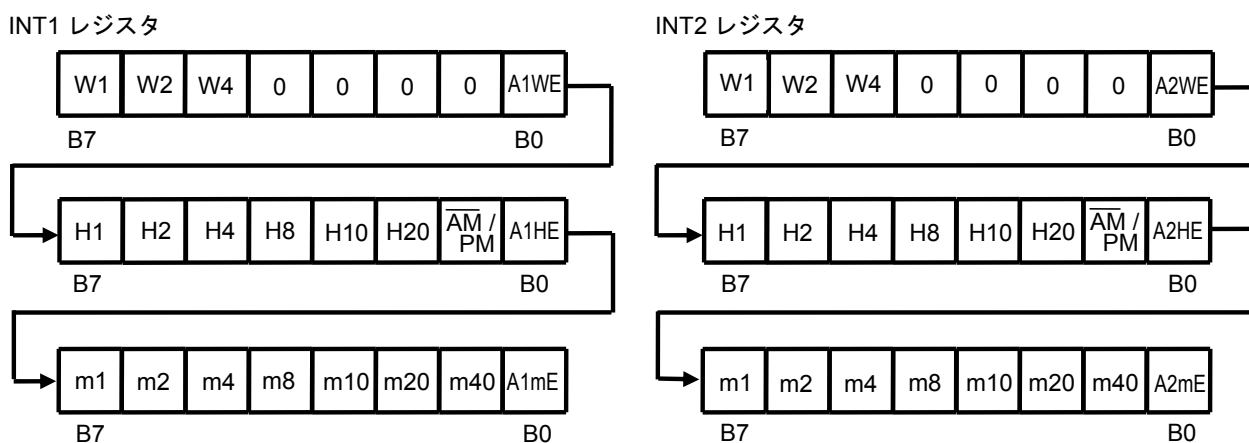 INT1 レジスタ
W1 W2 W4 0 0 0 0 A1WE
B7 B0
H1 H2 H4 H8 H10 H20 A̅M̅ / PM A1HE
B7 B0
m1 m2 m4 m8 m10 m20 m40 A1mE
B7 B0
INT2 レジスタ
W1 W2 W4 0 0 0 0 A2WE
B7 B0
H1 H2 H4 H8 H10 H20 A̅M̅ / PM A2HE
B7 B0
m1 m2 m4 m8 m10 m20 m40 A2mE
B7 B0